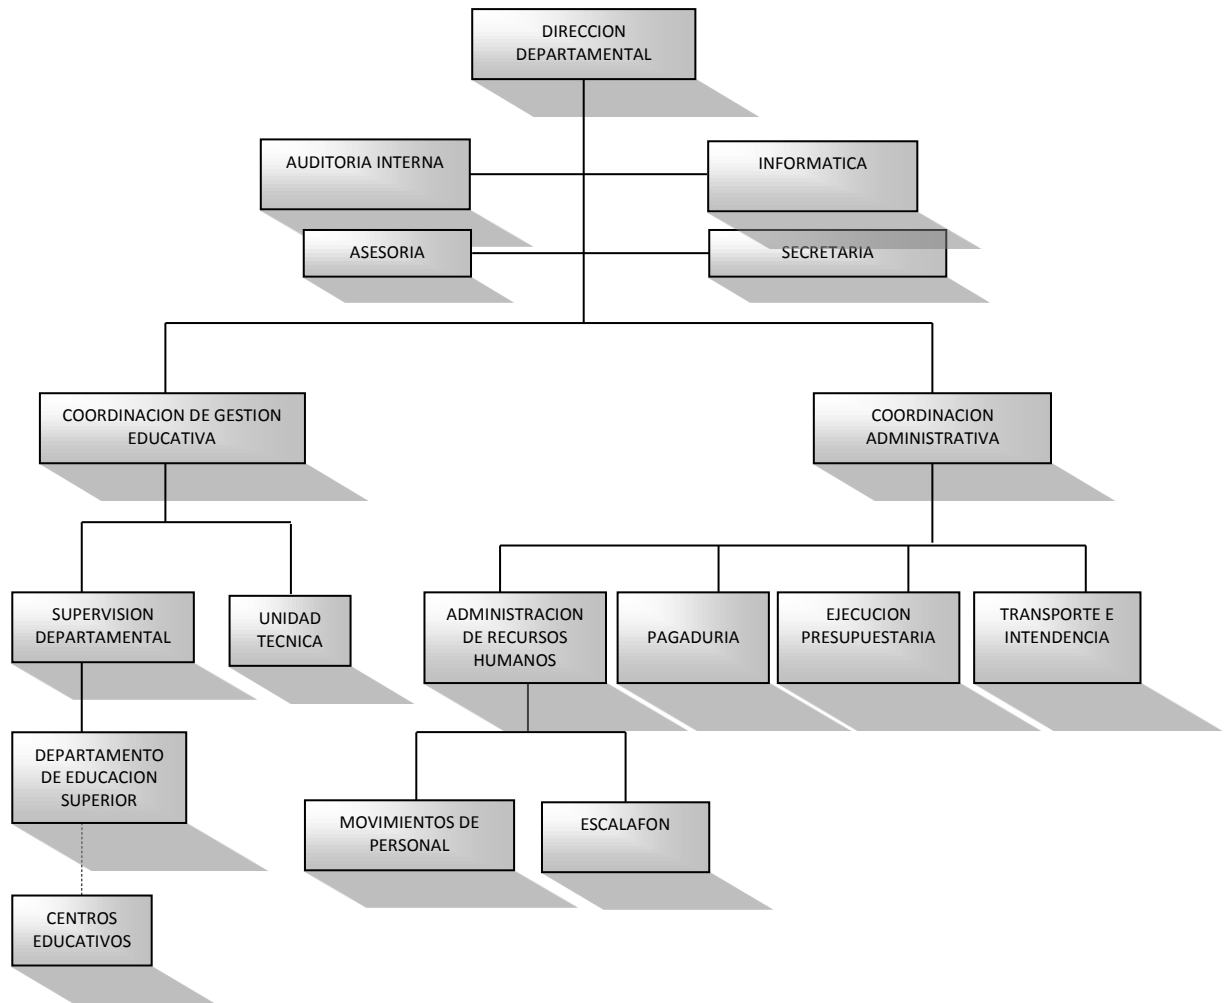 DIRECCION
DEPARTAMENTAL
AUDITORIA INTERNA
INFORMATICA
ASESORIA
SECRETARIA
COORDINACION DE GESTION
EDUCATIVA
COORDINACION
ADMINISTRATIVA
SUPERVISION
DEPARTAMENTAL
UNIDAD
TECNICA
ADMINISTRACION
DE RECURSOS
HUMANOS
PAGADURIA
EJECUCION
PRESUPUESTARIA
TRANSPORTE E
INTENDENCIA
DEPARTAMENTO
DE EDUCACION
SUPERIOR
MOVIMIENTOS DE
PERSONAL
ESCALAFON
CENTROS
EDUCATIVOS